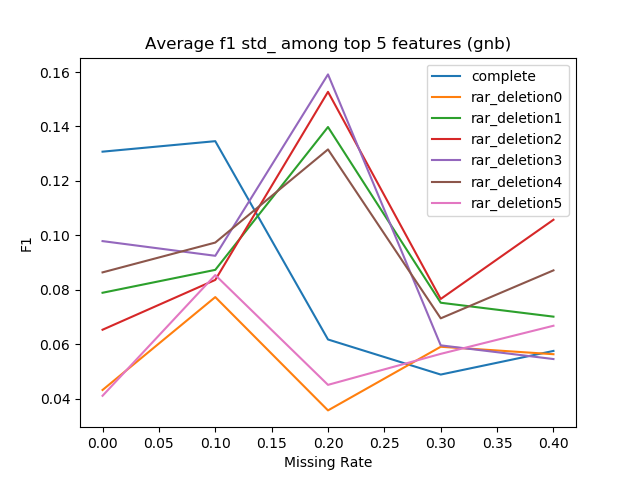 Average f1 std_ among top 5 features (gnb)
0.16
0.14
0.12
0.10
0.08
0.06
0.04
F1
complete
rar_deletion0
rar_deletion1
rar_deletion2
rar_deletion3
rar_deletion4
rar_deletion5
0.00 0.05 0.10 0.15 0.20 0.25 0.30 0.35 0.40
Missing Rate